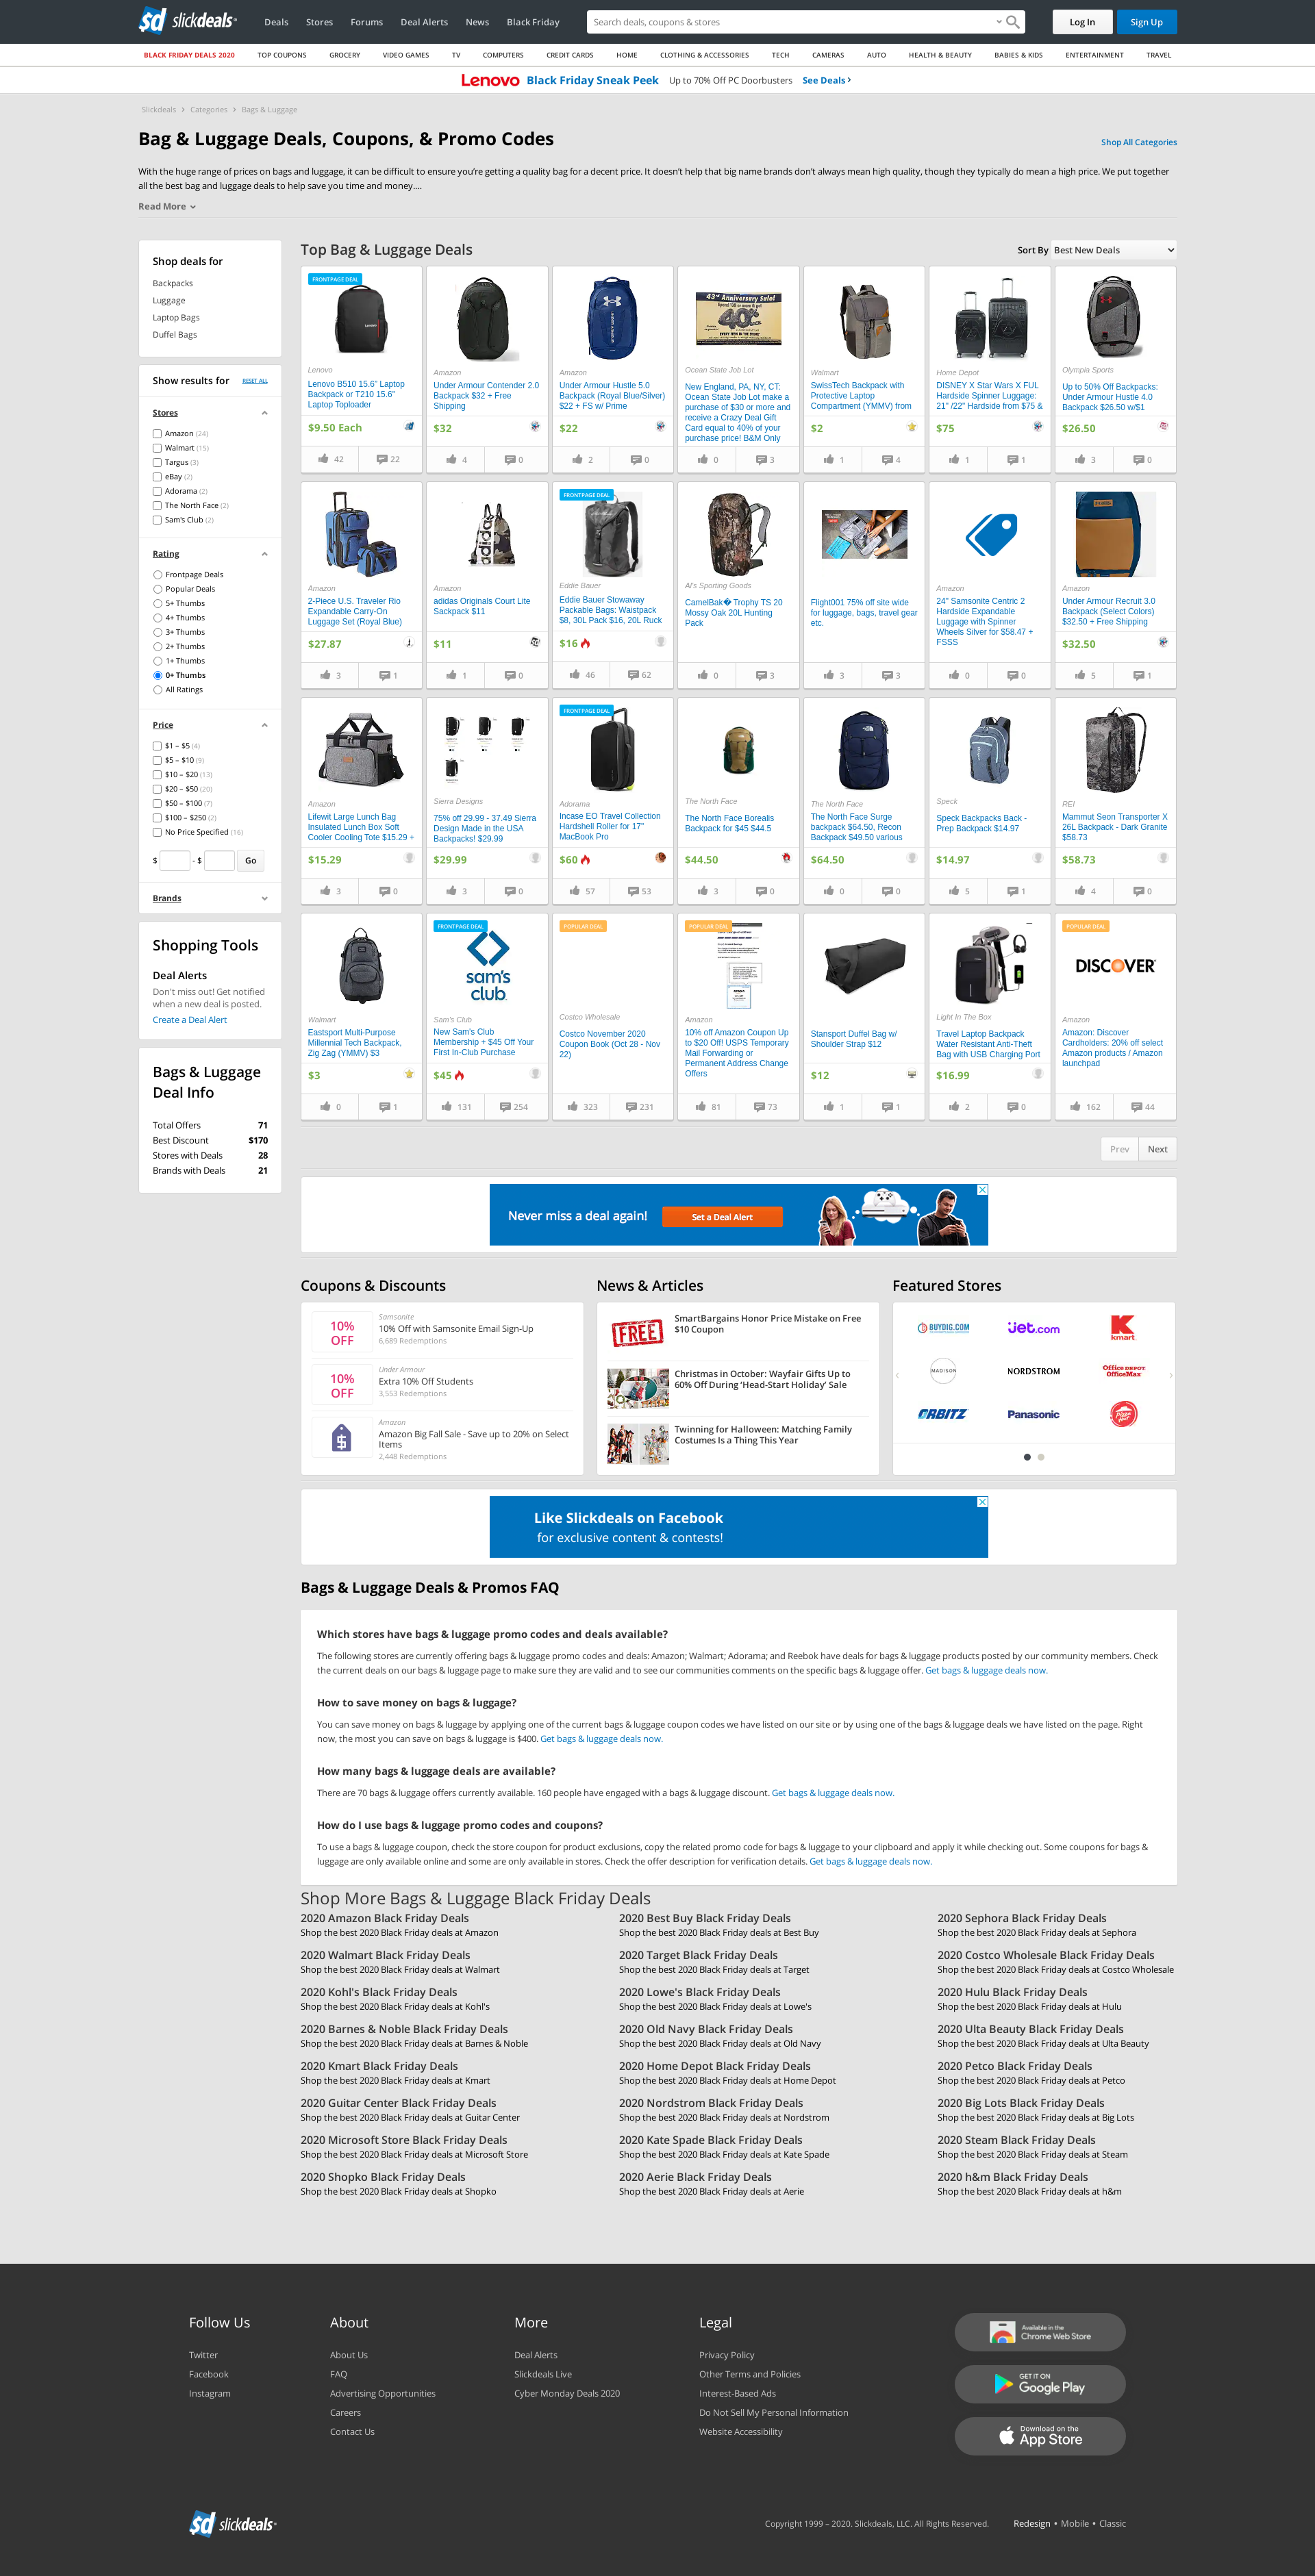 slickdeals
Deals
Stores
Forums
Deal Alerts
News
Black Friday
Search deals, coupons & stores
Log In
Sign Up
BLACK FRIDAY DEALS 2020
TOP COUPONS
GROCERY
VIDEO GAMES
TV
COMPUTERS
CREDIT CARDS
HOME
CLOTHING & ACCESSORIES
TECH
CAMERAS
AUTO
HEALTH & BEAUTY
BABIES & KIDS
ENTERTAINMENT
TRAVEL
Lenovo Black Friday Sneak Peek Up to 70% Off PC Doorbusters See Deals
Slickdeals > Categories > Bags & Luggage
Bag & Luggage Deals, Coupons, & Promo Codes
Shop All Categories
With the huge range of prices on bags and luggage, it can be difficult to ensure you're getting a quality bag for a decent price. It doesn't help that big name brands don't always mean high quality, though they typically do mean a high price. We put together
all the best bag and luggage deals to help save you time and money....
Read More
Shop deals for
Backpacks
Luggage
Laptop Bags
Duffel Bags
Show results for
RESET ALL
Stores
Amazon (24)
Walmart (15)
Targus (3)
eBay (2)
Adorama (2)
The North Face (2)
Sam's Club (2)
Rating
Frontpage Deals
Popular Deals
5+ Thumbs
4+ Thumbs
3+ Thumbs
2+ Thumbs
1+ Thumbs
0+ Thumbs
All Ratings
Price
$1 – $5 (4)
$5 – $10 (9)
$10 – $20 (13)
$20 – $50 (20)
$50 – $100 (7)
$100 – $250 (2)
No Price Specified (16)
$ - $ Go
Brands
Shopping Tools
Deal Alerts
Don't miss out! Get notified
when a new deal is posted.
Create a Deal Alert
Bags & Luggage
Deal Info
Total Offers 71
Best Discount $170
Stores with Deals 28
Brands with Deals 21
Top Bag & Luggage Deals
Sort By Best New Deals
FRONTPAGE DEAL
Lenovo
Lenovo B510 15.6" Laptop
Backpack or T210 15.6"
Laptop Toploader
$9.50 Each
42 22
Amazon
Under Armour Contender 2.0
Backpack $32 + Free
Shipping
$32
4 0
Amazon
Under Armour Hustle 5.0
Backpack (Royal Blue/Silver)
$22 + FS w/ Prime
$22
2 0
43rd Anniversary Sale!
40%
Ocean State Job Lot
New England, PA, NY, CT:
Ocean State Job Lot make a
purchase of $30 or more and
receive a Crazy Deal Gift
Card equal to 40% of your
purchase price! B&M Only
0 3
Walmart
SwissTech Backpack with
Protective Laptop
Compartment (YMMV) from
$2
1 4
Home Depot
DISNEY X Star Wars X FUL
Hardside Spinner Luggage:
21" /22" Hardside from $75 &
$75
1 1
Olympia Sports
Up to 50% Off Backpacks:
Under Armour Hustle 4.0
Backpack $26.50 w/$1
$26.50
3 0
Amazon
2-Piece U.S. Traveler Rio
Expandable Carry-On
Luggage Set (Royal Blue)
$27.87
3 1
adidas
Amazon
adidas Originals Court Lite
Sackpack $11
$11
1 0
FRONTPAGE DEAL
Eddie Bauer
Eddie Bauer Stowaway
Packable Bags: Waistpack
$8, 30L Pack $16, 20L Ruck
$16
46 62
Al's Sporting Goods
CamelBak� Trophy TS 20
Mossy Oak 20L Hunting
Pack
0 3
Flight001 75% off site wide
for luggage, bags, travel gear
etc.
3 3
Amazon
24" Samsonite Centric 2
Hardside Expandable
Luggage with Spinner
Wheels Silver for $58.47 +
FSSS
0 0
Amazon
Under Armour Recruit 3.0
Backpack (Select Colors)
$32.50 + Free Shipping
$32.50
5 1
Amazon
Lifewit Large Lunch Bag
Insulated Lunch Box Soft
Cooler Cooling Tote $15.29 +
$15.29
3 0
Sierra Designs
75% off 29.99 - 37.49 Sierra
Design Made in the USA
Backpacks! $29.99
$29.99
3 0
FRONTPAGE DEAL
Adorama
Incase EO Travel Collection
Hardshell Roller for 17"
MacBook Pro
$60
57 53
The North Face
The North Face Borealis
Backpack for $45 $44.5
$44.50
3 0
The North Face
The North Face Surge
backpack $64.50, Recon
Backpack $49.50 various
$64.50
0 0
Speck
Speck Backpacks Back -
Prep Backpack $14.97
$14.97
5 1
REI
Mammut Seon Transporter X
26L Backpack - Dark Granite
$58.73
$58.73
4 0
Walmart
Eastsport Multi-Purpose
Millennial Tech Backpack,
Zig Zag (YMMV) $3
$3
0 1
FRONTPAGE DEAL
sam's
club
Sam's Club
New Sam's Club
Membership + $45 Off Your
First In-Club Purchase
$45
131 254
POPULAR DEAL
Costco Wholesale
Costco November 2020
Coupon Book (Oct 28 - Nov
22)
323 231
POPULAR DEAL
Amazon
10% off Amazon Coupon Up
to $20 Off! USPS Temporary
Mail Forwarding or
Permanent Address Change
Offers
81 73
Stansport Duffel Bag w/
Shoulder Strap $12
$12
1 1
Light In The Box
Travel Laptop Backpack
Water Resistant Anti-Theft
Bag with USB Charging Port
$16.99
2 0
POPULAR DEAL
DISCOVER
Amazon
Amazon: Discover
Cardholders: 20% off select
Amazon products / Amazon
launchpad
162 44
Prev Next
Never miss a deal again! Set a Deal Alert
Coupons & Discounts
10%
OFF
Samsonite
10% Off with Samsonite Email Sign-Up
6,689 Redemptions
10%
OFF
Under Armour
Extra 10% Off Students
3,553 Redemptions
Amazon
Amazon Big Fall Sale - Save up to 20% on Select
Items
2,448 Redemptions
News & Articles
FREE
SmartBargains Honor Price Mistake on Free
$10 Coupon
Christmas in October: Wayfair Gifts Up to
60% Off During 'Head-Start Holiday' Sale
Twinning for Halloween: Matching Family
Costumes Is a Thing This Year
Featured Stores
BUYDIG.COM
jet.com
kmart
MADISON
NORDSTROM
Office DEPOT
OfficeMax
ORBITZ
Panasonic
Pizza Hut
Like Slickdeals on Facebook
for exclusive content & contests!
Bags & Luggage Deals & Promos FAQ
Which stores have bags & luggage promo codes and deals available?
The following stores are currently offering bags & luggage promo codes and deals: Amazon; Walmart; Adorama; and Reebok have deals for bags & luggage products posted by our community members. Check
the current deals on our bags & luggage page to make sure they are valid and to see our communities comments on the specific bags & luggage offer. Get bags & luggage deals now.
How to save money on bags & luggage?
You can save money on bags & luggage by applying one of the current bags & luggage coupon codes we have listed on our site or by using one of the bags & luggage deals we have listed on the page. Right
now, the most you can save on bags & luggage is $400. Get bags & luggage deals now.
How many bags & luggage deals are available?
There are 70 bags & luggage offers currently available. 160 people have engaged with a bags & luggage discount. Get bags & luggage deals now.
How do I use bags & luggage promo codes and coupons?
To use a bags & luggage coupon, check the store coupon for product exclusions, copy the related promo code for bags & luggage to your clipboard and apply it while checking out. Some coupons for bags &
luggage are only available online and some are only available in stores. Check the offer description for verification details. Get bags & luggage deals now.
Shop More Bags & Luggage Black Friday Deals
2020 Amazon Black Friday Deals
Shop the best 2020 Black Friday deals at Amazon
2020 Best Buy Black Friday Deals
Shop the best 2020 Black Friday deals at Best Buy
2020 Sephora Black Friday Deals
Shop the best 2020 Black Friday deals at Sephora
2020 Walmart Black Friday Deals
Shop the best 2020 Black Friday deals at Walmart
2020 Target Black Friday Deals
Shop the best 2020 Black Friday deals at Target
2020 Costco Wholesale Black Friday Deals
Shop the best 2020 Black Friday deals at Costco Wholesale
2020 Kohl's Black Friday Deals
Shop the best 2020 Black Friday deals at Kohl's
2020 Lowe's Black Friday Deals
Shop the best 2020 Black Friday deals at Lowe's
2020 Hulu Black Friday Deals
Shop the best 2020 Black Friday deals at Hulu
2020 Barnes & Noble Black Friday Deals
Shop the best 2020 Black Friday deals at Barnes & Noble
2020 Old Navy Black Friday Deals
Shop the best 2020 Black Friday deals at Old Navy
2020 Ulta Beauty Black Friday Deals
Shop the best 2020 Black Friday deals at Ulta Beauty
2020 Kmart Black Friday Deals
Shop the best 2020 Black Friday deals at Kmart
2020 Home Depot Black Friday Deals
Shop the best 2020 Black Friday deals at Home Depot
2020 Petco Black Friday Deals
Shop the best 2020 Black Friday deals at Petco
2020 Guitar Center Black Friday Deals
Shop the best 2020 Black Friday deals at Guitar Center
2020 Nordstrom Black Friday Deals
Shop the best 2020 Black Friday deals at Nordstrom
2020 Big Lots Black Friday Deals
Shop the best 2020 Black Friday deals at Big Lots
2020 Microsoft Store Black Friday Deals
Shop the best 2020 Black Friday deals at Microsoft Store
2020 Kate Spade Black Friday Deals
Shop the best 2020 Black Friday deals at Kate Spade
2020 Steam Black Friday Deals
Shop the best 2020 Black Friday deals at Steam
2020 Shopko Black Friday Deals
Shop the best 2020 Black Friday deals at Shopko
2020 Aerie Black Friday Deals
Shop the best 2020 Black Friday deals at Aerie
2020 h&m Black Friday Deals
Shop the best 2020 Black Friday deals at h&m
Follow Us
Twitter
Facebook
Instagram
About
About Us
FAQ
Advertising Opportunities
Careers
Contact Us
More
Deal Alerts
Slickdeals Live
Cyber Monday Deals 2020
Legal
Privacy Policy
Other Terms and Policies
Interest-Based Ads
Do Not Sell My Personal Information
Website Accessibility
Available in the
Chrome Web Store
GET IT ON
Google Play
Download on the
App Store
slickdeals
Copyright 1999 – 2020. Slickdeals, LLC. All Rights Reserved.
Redesign • Mobile • Classic